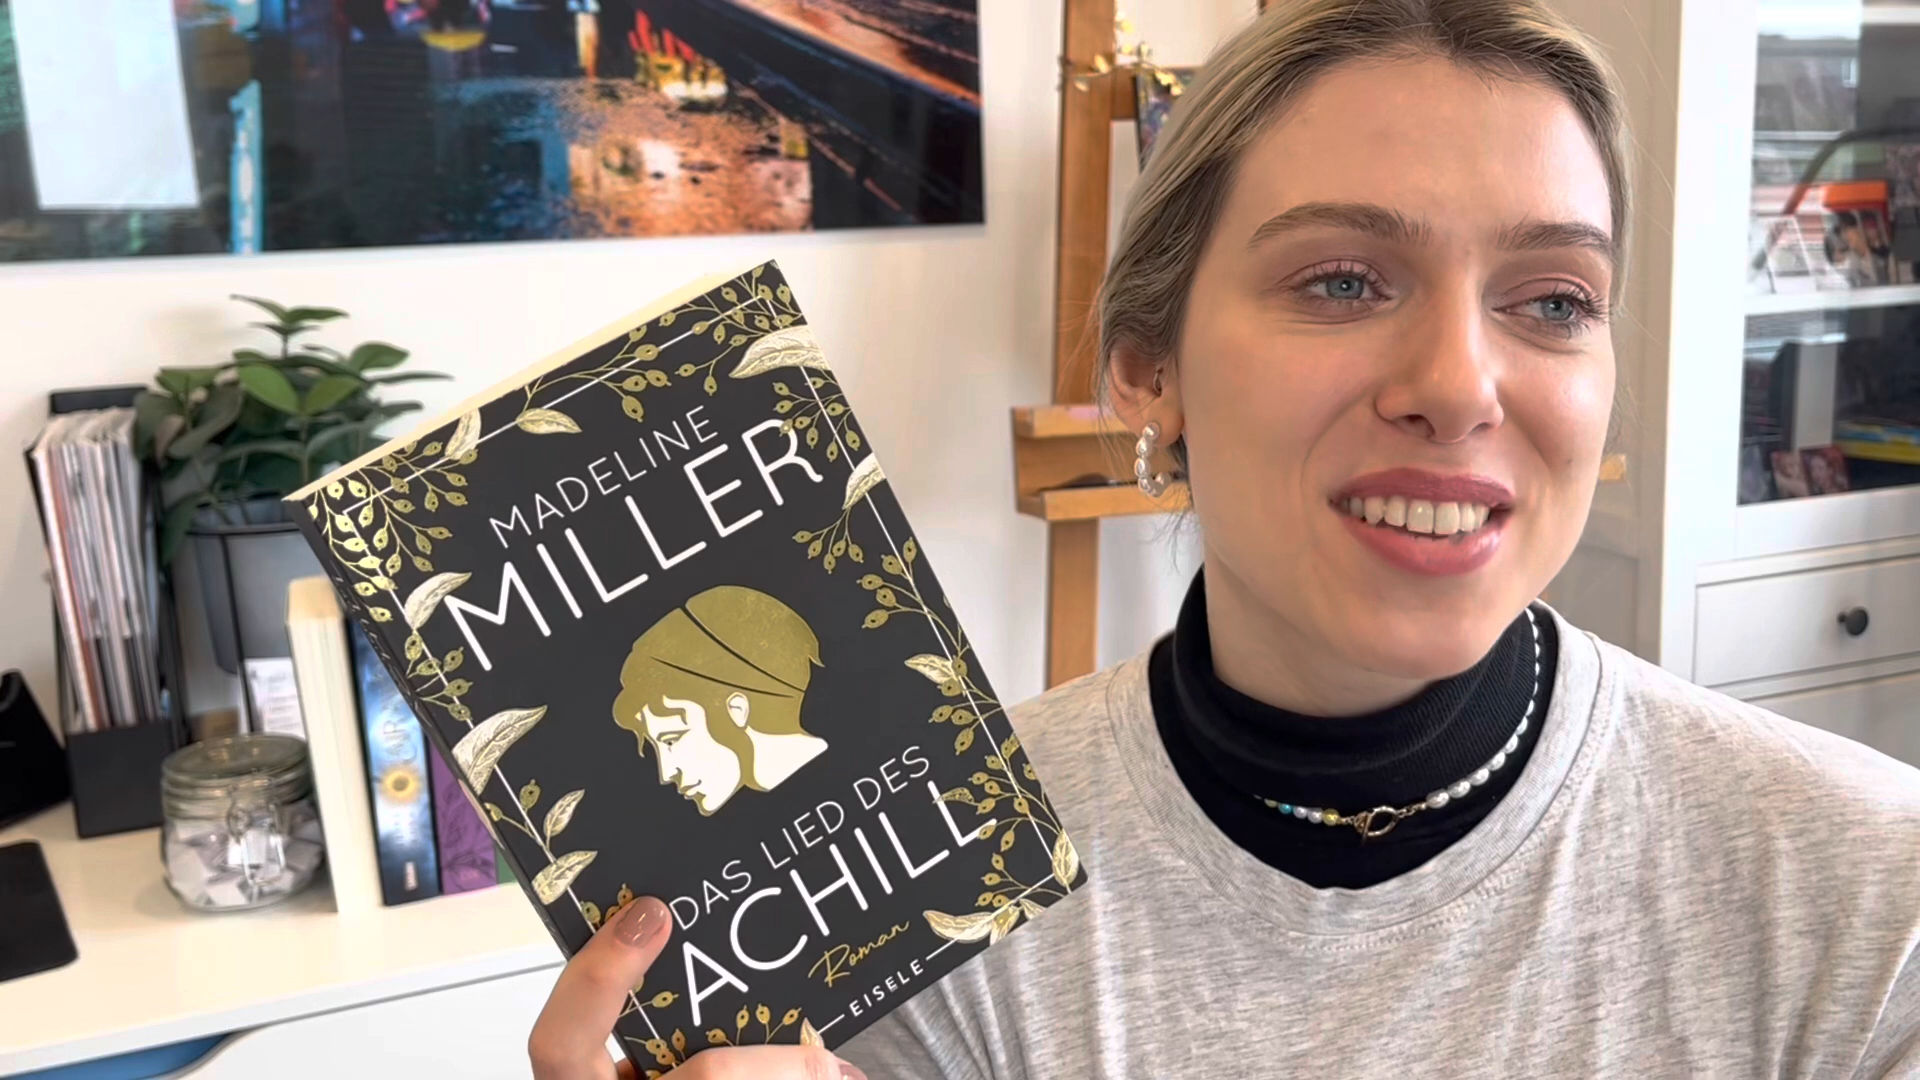 MADELINE
MILLER
DAS LIED DES
ACHILL
Roman
EISELE